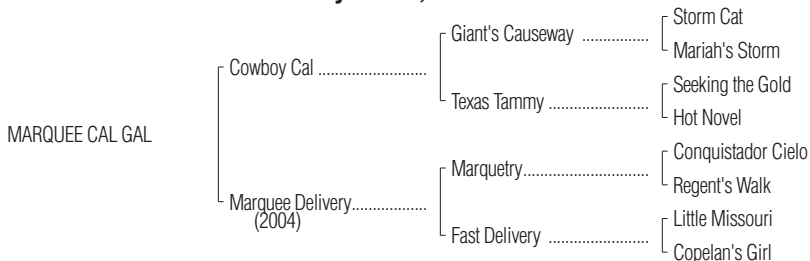 Storm Cat
Giant's Causeway ................
Mariah's Storm
Cowboy Cal ..........................
Seeking the Gold
Texas Tammy ........................
Hot Novel
MARQUEE CAL GAL
Conquistador Cielo
Marquetry..............................
Regent's Walk
Marquee Delivery..................
(2004)
Little Missouri
Fast Delivery ........................
Copelan's Girl